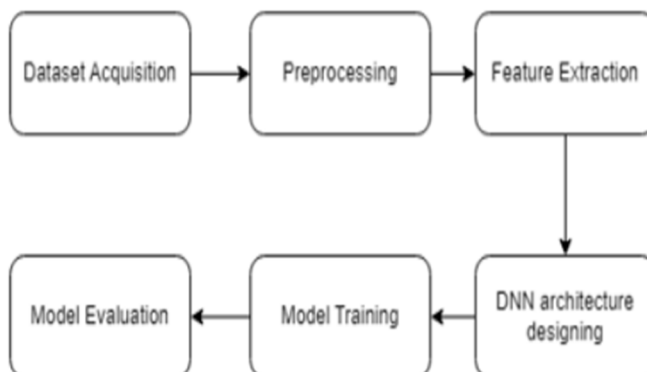 Dataset Acquisition
Preprocessing
Feature Extraction
DNN architecture
designing
Model Training
Model Evaluation